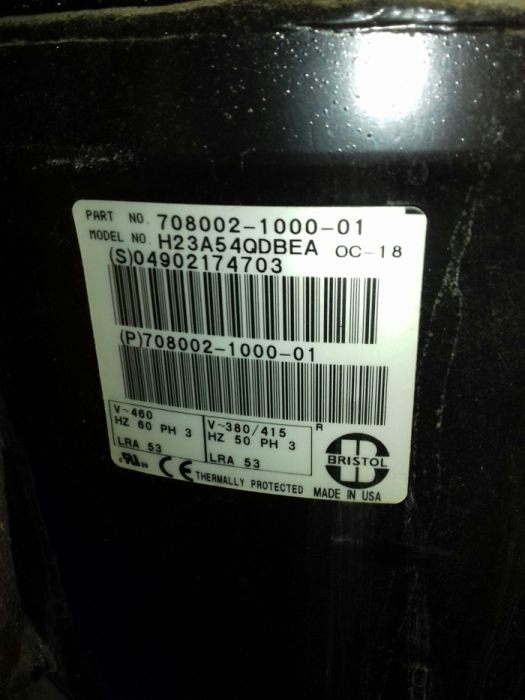 PART NO. 708002-1000-01
MODEL NO. H23A54QDBEA OC-18
(S)04902174703
(P)708002-1000-01
V~460
HZ 60 PH 3
LRA 53
V~380/415
HZ 50 PH 3
LRA 53
R
BRISTOL
CE THERMALLY PROTECTED MADE IN USA